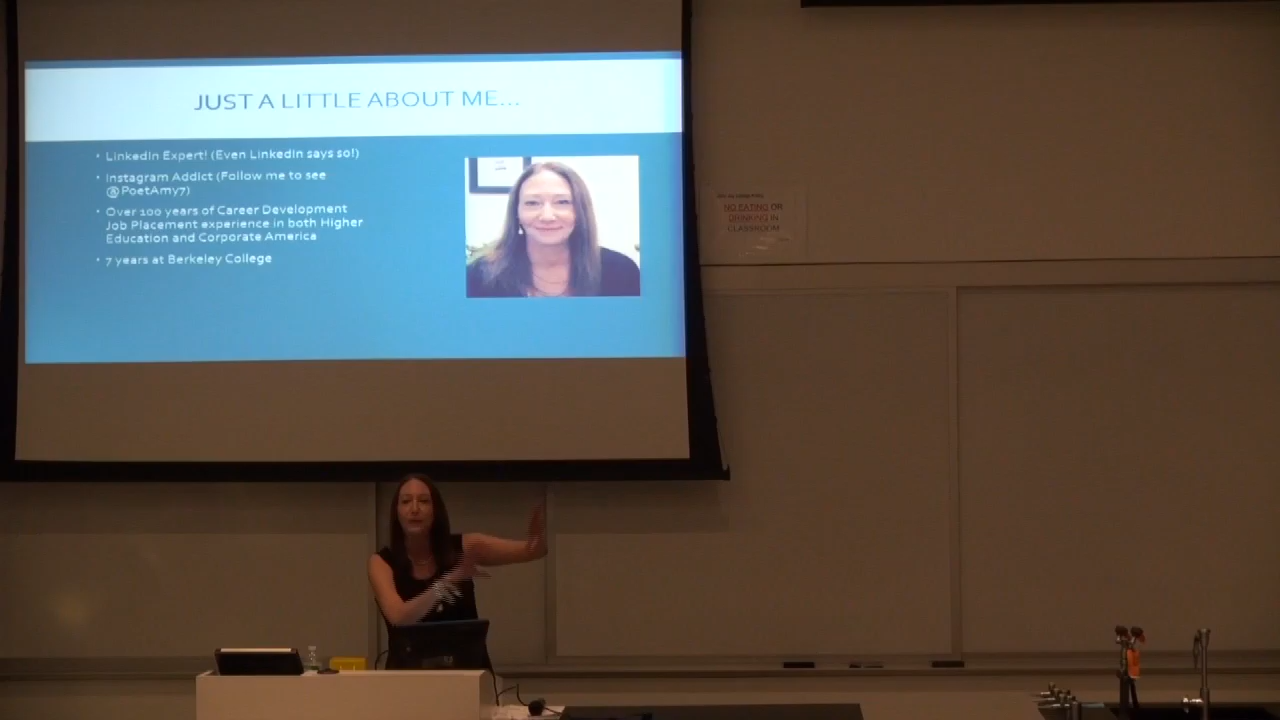 JUST A LITTLE ABOUT ME...
• LinkedIn Expert! (Even LinkedIn says so!)
• Instagram Addict (Follow me to see
@PoetAmy7)
• Over 100 years of Career Development
Job Placement experience in both Higher
Education and Corporate America
• 7 years at Berkeley College
NO EATING OR
DRINKING IN
CLASSROOM